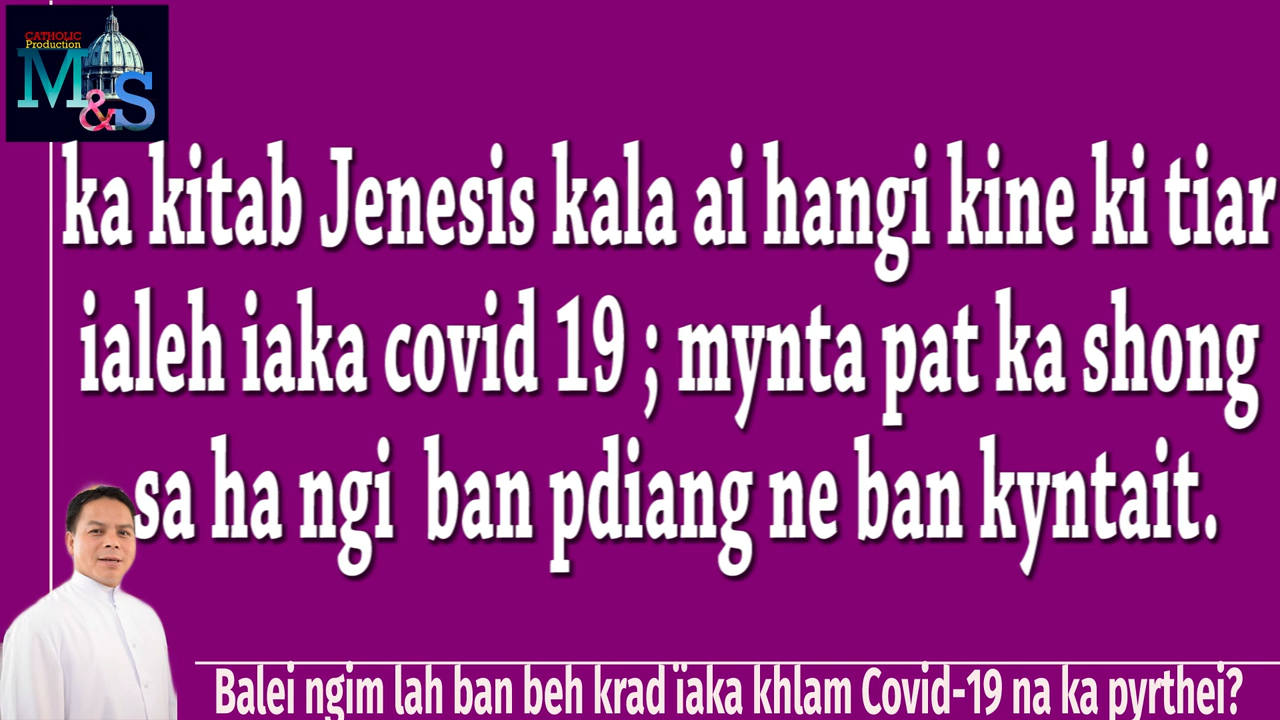 CATHOLIC
Production
M&S
ka kitab Jenesis kala ai hangi kine ki tiar
ialeh iaka covid 19 ; mynta pat ka shong
sa ha ngi ban pdiang ne ban kyntait.
Balei ngim lah ban beh krad ïaka khlam Covid-19 na ka pyrthei?